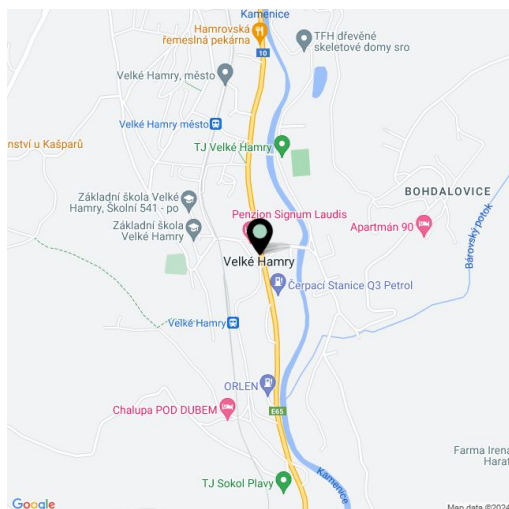 Kamenice
Hamrovská
řemeslná pekárna
TFH dřevěné
skeletové domy sro
10
Velké Hamry, město
Velké Hamry město
TJ Velké Hamry
nství u Kašparů
Základní škola Velké
Hamry, Školní 541 - po
BOHDALOVICE
Penzion Signum Laudis
Základní škola
Velké Hamry
Apartmán 90
Bárovský potok
Velké Hamry
Čerpací Stanice Q3 Petrol
Velké Hamry
ORLEN
Chalupa POD DUBEM
E65
Farma Irena
Harat
Kamenice
TJ Sokol Plavy
Google
Map data ©2024